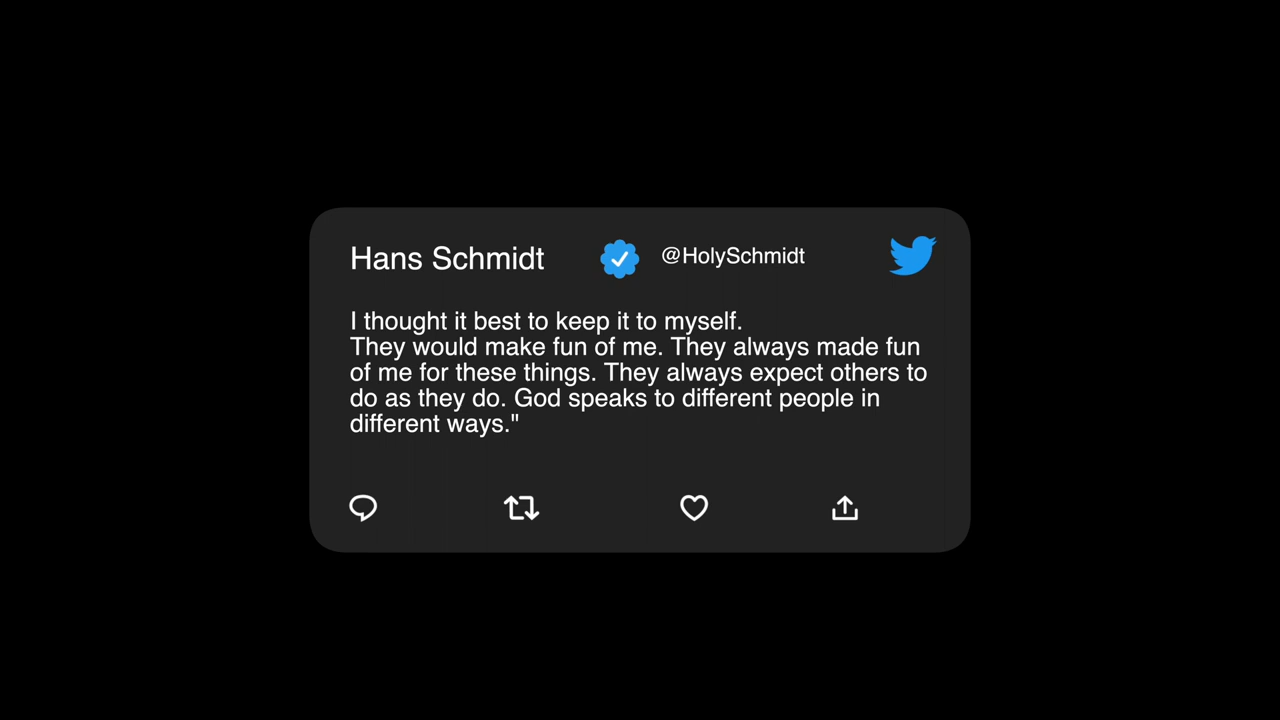 Hans Schmidt @HolySchmidt
I thought it best to keep it to myself.
They would make fun of me. They always made fun
of me for these things. They always expect others to
do as they do. God speaks to different people in
different ways."